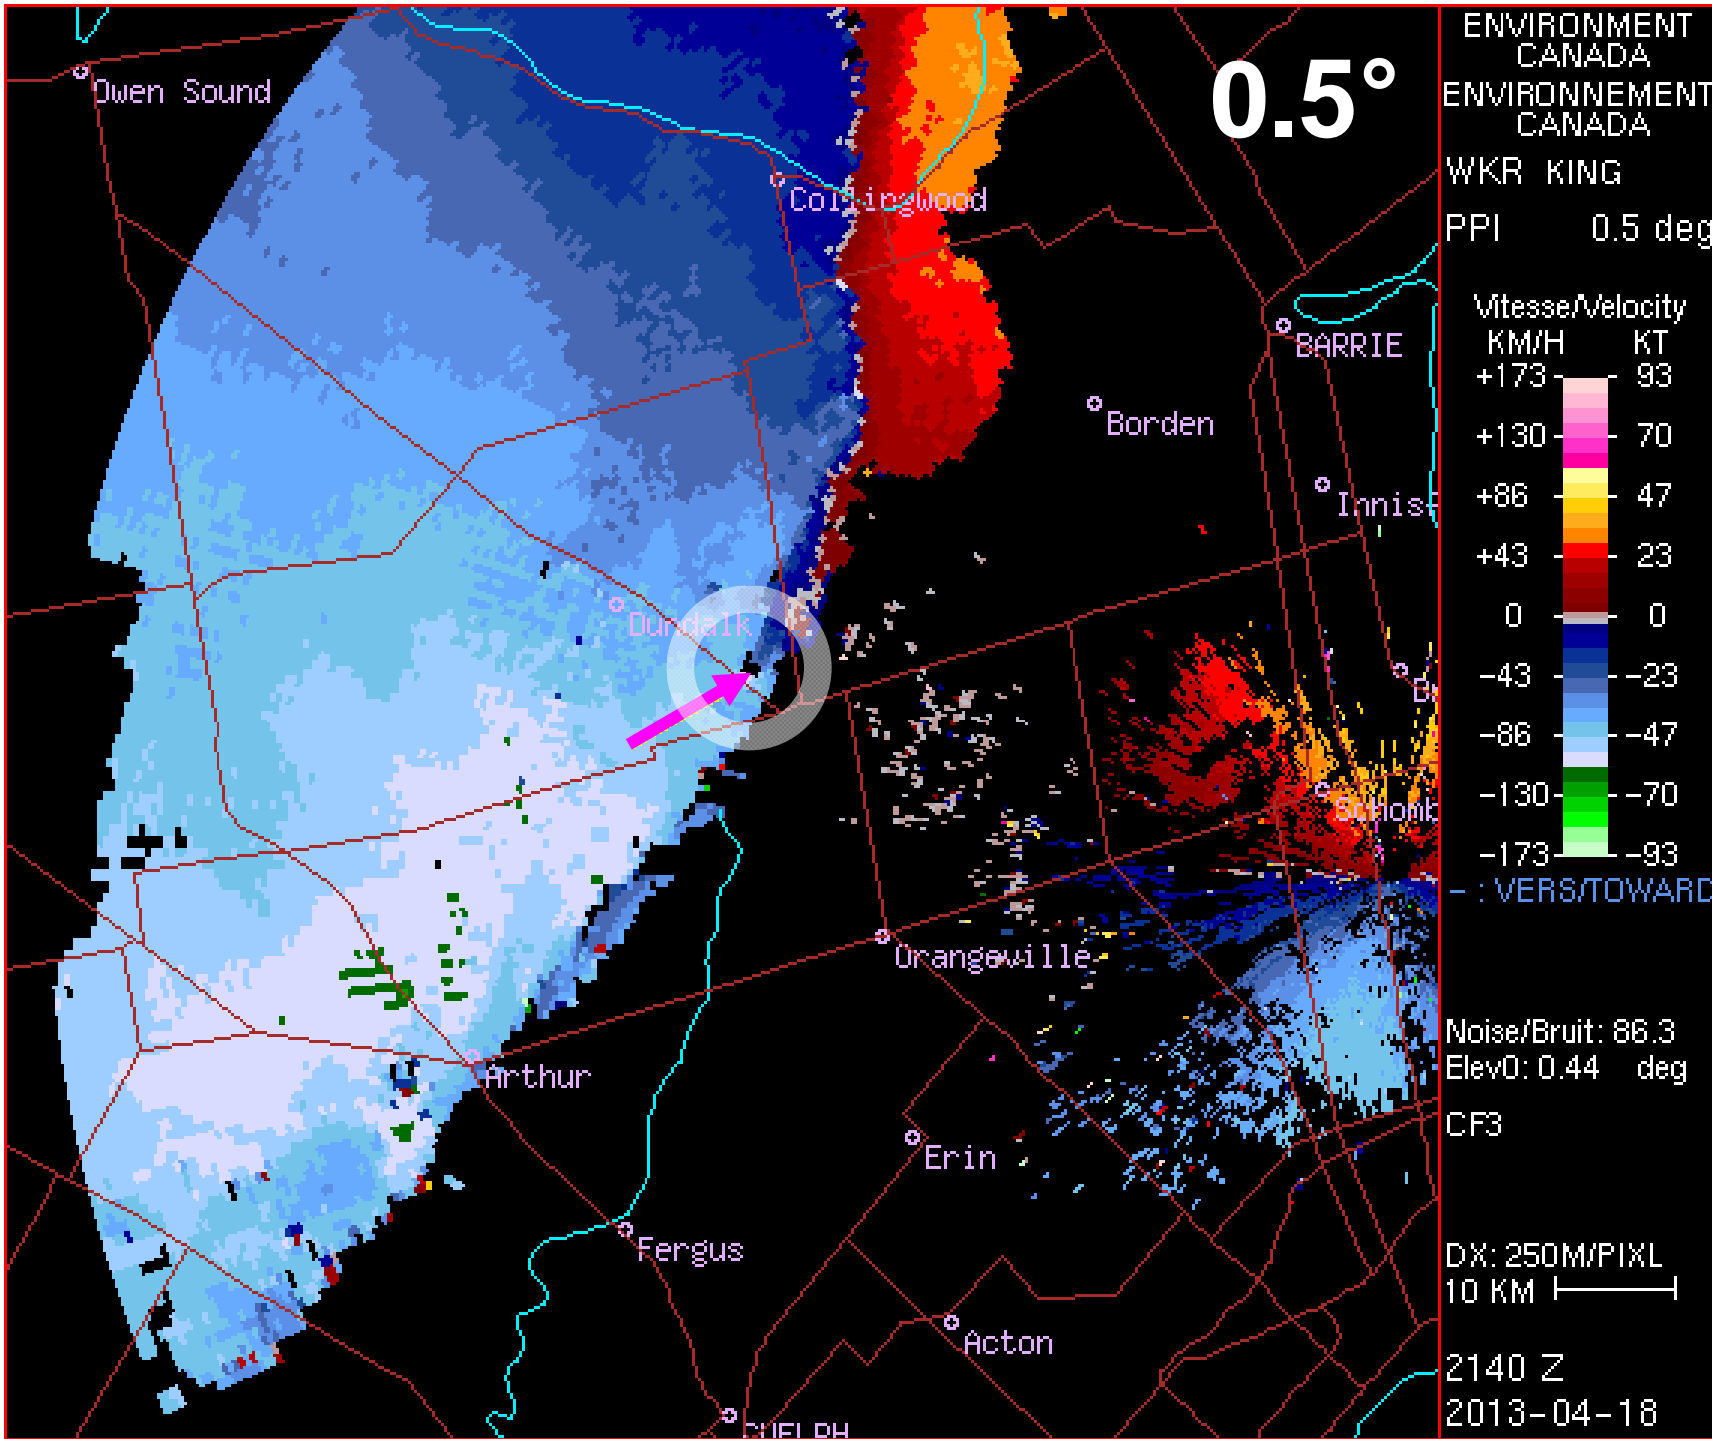 0.5°
Owen Sound
Collingwood
BARRIE
Borden
Innis
Dundalk
Schomb
Orangeville
Arthur
Erin
Fergus
Acton
GUELPH
ENVIRONMENT
CANADA
ENVIRONNEMENT
CANADA
WKR KING
PPI 0.5 deg
Vitesse/Velocity
KM/H KT
+173 93
+130 70
+86 47
+43 23
0 0
-43 -23
-86 -47
-130 -70
-173 -93
- : VERS/TOWARD
Noise/Bruit: 86.3
Elev0: 0.44 deg
CF3
DX: 250M/PIXL
10 KM
2140 Z
2013-04-18